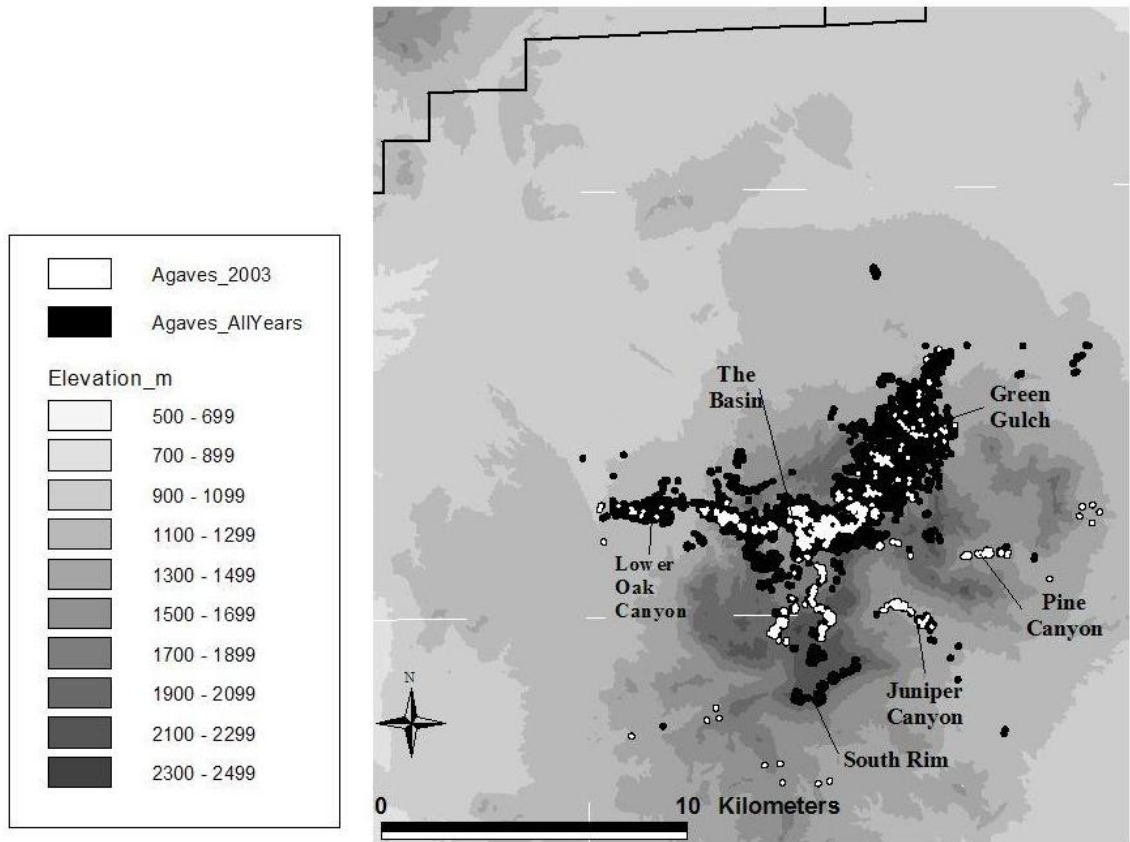 Agaves_2003
Agaves_AllYears
Elevation_m
500 - 699
700 - 899
900 - 1099
1100 - 1299
1300 - 1499
1500 - 1699
1700 - 1899
1900 - 2099
2100 - 2299
2300 - 2499
The
Basin
Green
Gulch
Lower
Oak
Canyon
Pine
Canyon
Juniper
Canyon
South Rim
N
0 10 Kilometers